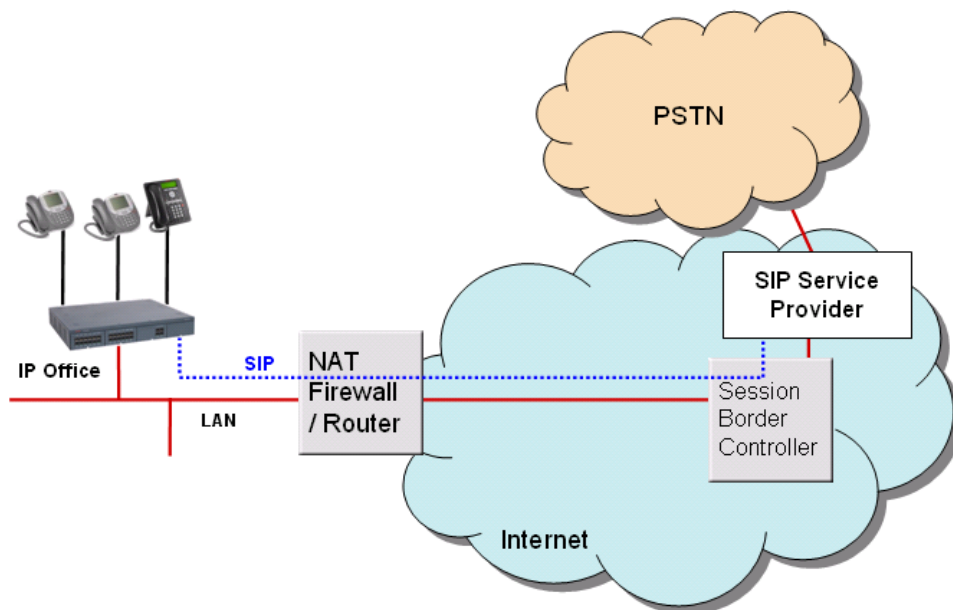 PSTN
SIP Service
Provider
IP Office
SIP
NAT
Firewall
/ Router
LAN
Session
Border
Controller
Internet